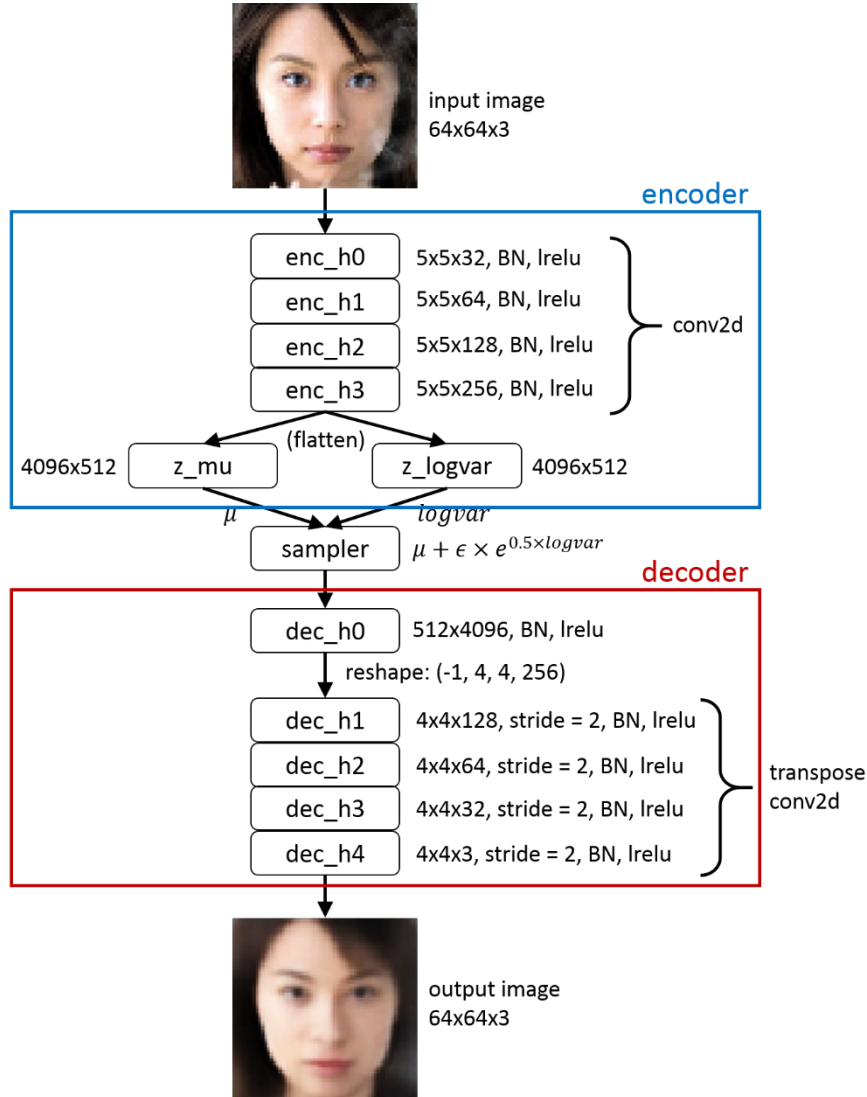 input image
64x64x3
encoder
enc_h0
5x5x32, BN, lrelu
enc_h1
5x5x64, BN, lrelu
enc_h2
5x5x128, BN, lrelu
enc_h3
5x5x256, BN, lrelu
conv2d
(flatten)
4096x512
z_mu
z_logvar
4096x512
μ
logvar
sampler
μ + ϵ × e^{0.5×logvar}
decoder
dec_h0
512x4096, BN, lrelu
reshape: (-1, 4, 4, 256)
dec_h1
4x4x128, stride = 2, BN, lrelu
dec_h2
4x4x64, stride = 2, BN, lrelu
dec_h3
4x4x32, stride = 2, BN, lrelu
dec_h4
4x4x3, stride = 2, BN, lrelu
transpose
conv2d
output image
64x64x3